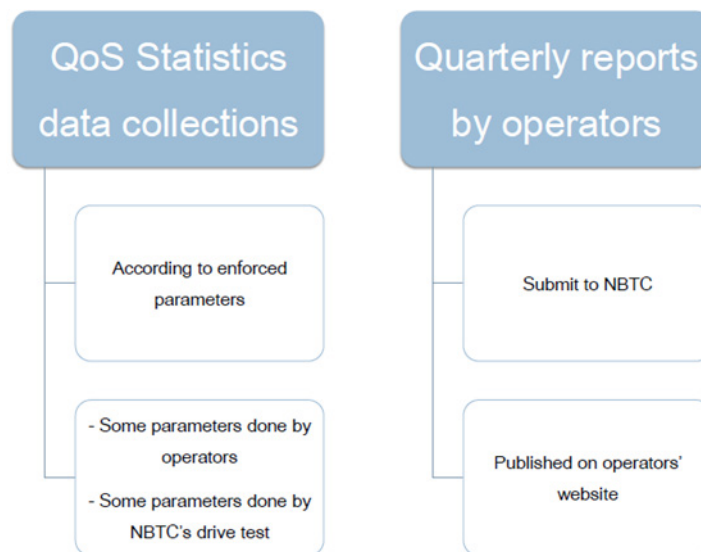 QoS Statistics
data collections
According to enforced
parameters
- Some parameters done by
operators
- Some parameters done by
NBTC's drive test
Quarterly reports
by operators
Submit to NBTC
Published on operators'
website